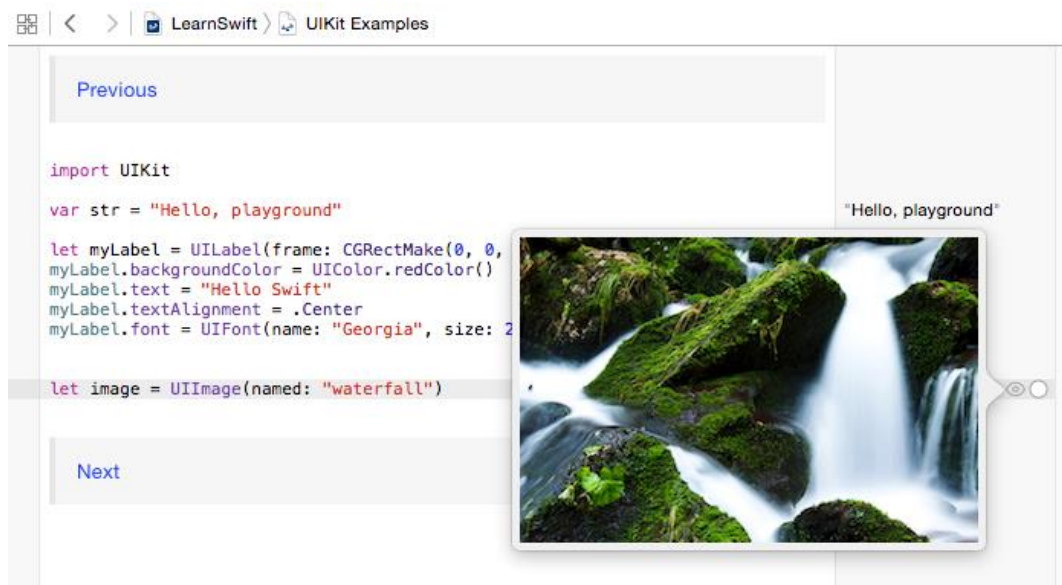 LearnSwift 〉 UIKit Examples
Previous
import UIKit
var str = "Hello, playground"
"Hello, playground"
let myLabel = UILabel(frame: CGRectMake(0, 0,
myLabel.backgroundColor = UIColor.redColor()
myLabel.text = "Hello Swift"
myLabel.textAlignment = .Center
myLabel.font = UIFont(name: "Georgia", size: 2
let image = UIImage(named: "waterfall")
Next